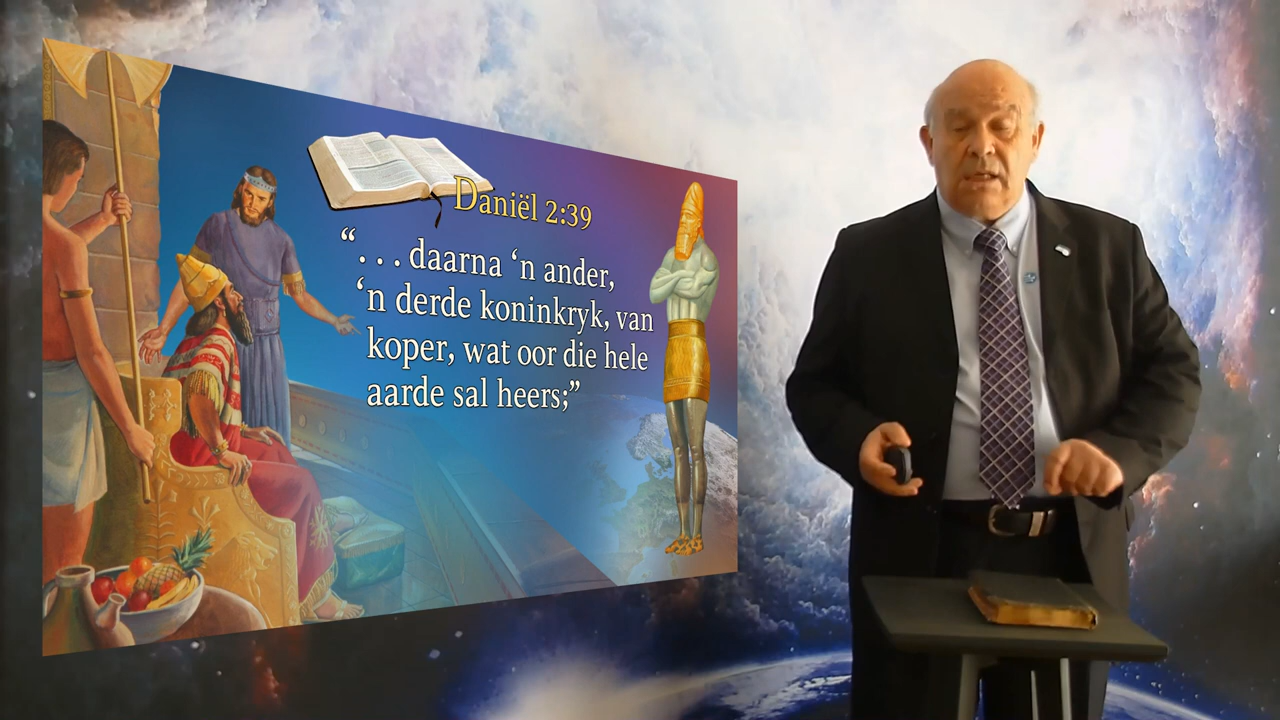 Daniël 2:39
“. . . daarna ‘n ander,
‘n derde koninkryk, van
koper, wat oor die hele
aarde sal heers;”